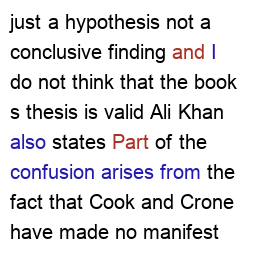 just a hypothesis not a
conclusive finding and I
do not think that the book
s thesis is valid Ali Khan
also states Part of the
confusion arises from the
fact that Cook and Crone
have made no manifest